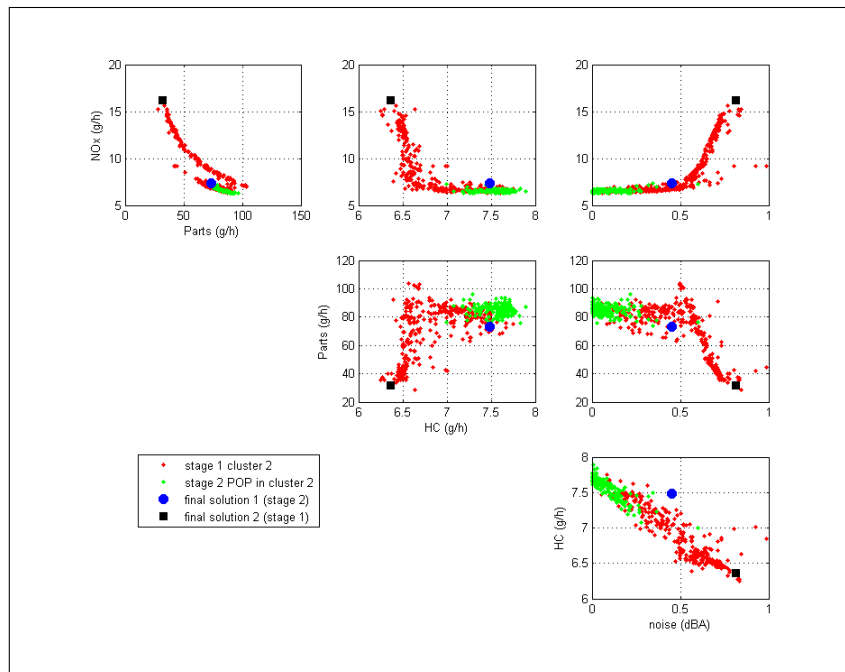 20
15
10
5
NOx (g/h)
0 50 100 150
Parts (g/h)
20
15
10
5
6 6.5 7 7.5 8
20
15
10
5
0 0.5 1
120
100
80
60
40
20
Parts (g/h)
6 6.5 7 7.5 8
HC (g/h)
120
100
80
60
40
20
0 0.5 1
stage 1 cluster 2
stage 2 POP in cluster 2
final solution 1 (stage 2)
final solution 2 (stage 1)
8
7.5
7
6.5
6
HC (g/h)
0 0.5 1
noise (dBA)